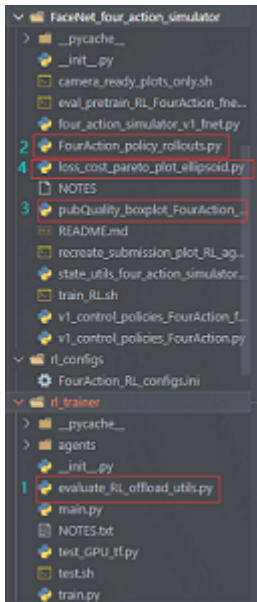 FaceNet_four_action_simulator
__pycache__
__init__.py
camera_ready_plots_only.sh
eval_pretrain_RL_FourAction_fne...
four_action_simulator_v1_fnet.py
2 FourAction_policy_rollouts.py
4 loss_cost_pareto_plot_ellipsoid.py
NOTES
3 pubQuality_boxplot_FourAction_...
README.md
recreate_submission_plot_RL_ag...
state_utils_four_action_simulator...
train_RL.sh
v1_control_policies_FourAction_f...
v1_control_policies_FourAction.py
rl_configs
FourAction_RL_configs.ini
rl_trainer
__pycache__
agents
__init__.py
1 evaluate_RL_offload_utils.py
main.py
NOTES.txt
test_GPU_tf.py
test.sh
train.py